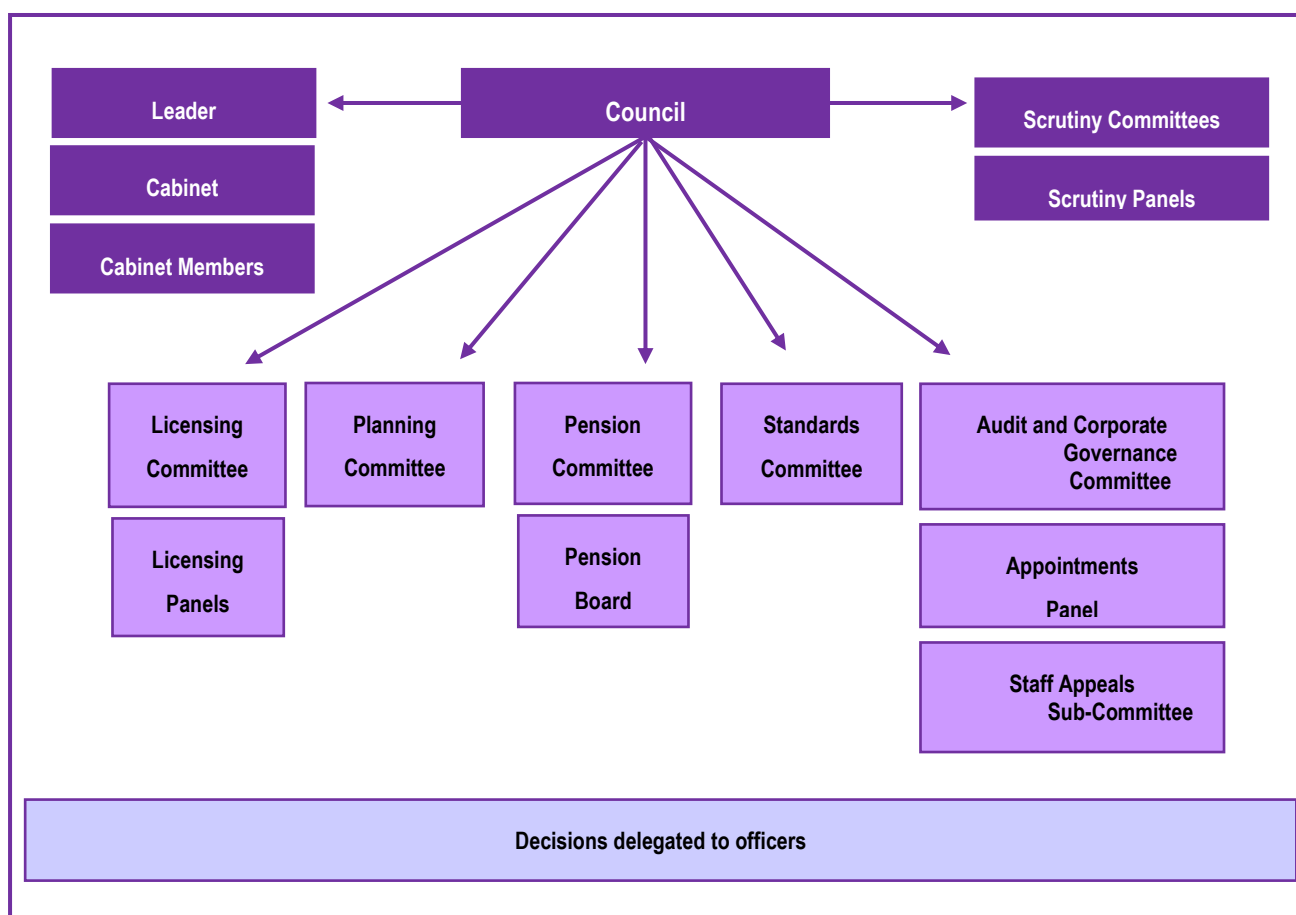 Leader
Council
Scrutiny Committees
Cabinet
Scrutiny Panels
Cabinet Members
Licensing
Committee
Planning
Committee
Pension
Committee
Standards
Committee
Audit and Corporate
Governance
Committee
Licensing
Panels
Pension
Board
Appointments
Panel
Staff Appeals
Sub-Committee
Decisions delegated to officers